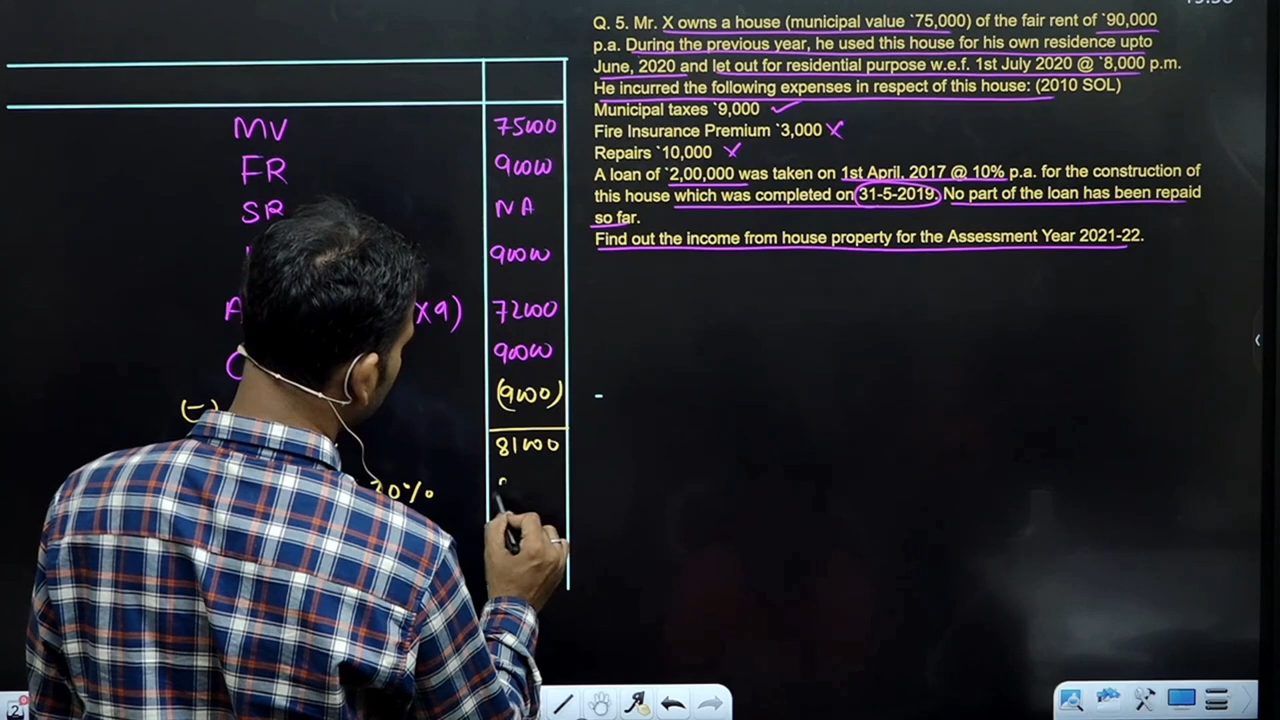 Q. 5. Mr. X owns a house (municipal value `75,000) of the fair rent of `90,000
p.a. During the previous year, he used this house for his own residence upto
June, 2020 and let out for residential purpose w.e.f. 1st July 2020 @ `8,000 p.m.
He incurred the following expenses in respect of this house: (2010 SOL)
Municipal taxes `9,000
Fire Insurance Premium `3,000
Repairs `10,000
A loan of `2,00,000 was taken on 1st April, 2017 @ 10% p.a. for the construction of
this house which was completed on 31-5-2019. No part of the loan has been repaid
so far.
Find out the income from house property for the Assessment Year 2021-22.
MV 75000
FR 90000
SR NA
90000
A X9) 72000
90000
(-) (9000)
81000
30%